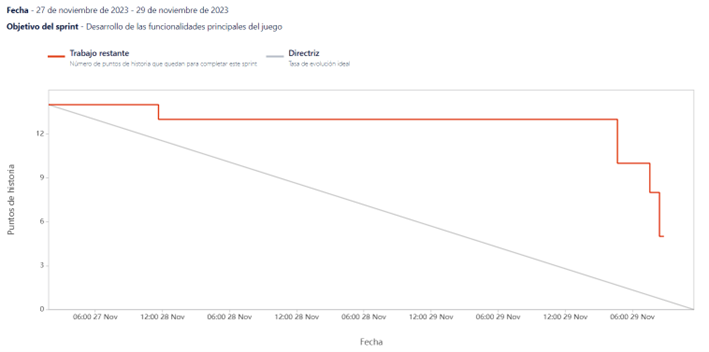 Fecha - 27 de noviembre de 2023 - 29 de noviembre de 2023
Objetivo del sprint - Desarrollo de las funcionalidades principales del juego
Trabajo restante
Número de puntos de historia que quedan para completar este sprint.
Directriz
Tasa de evolución ideal
Puntos de historia
12
9
6
3
0
06:00 27 Nov 12:00 28 Nov 06:00 28 Nov 12:00 28 Nov 06:00 28 Nov 12:00 29 Nov 06:00 29 Nov 12:00 29 Nov 06:00 29 Nov
Fecha